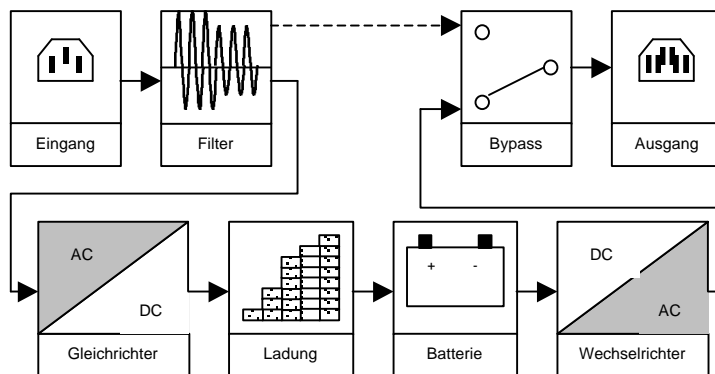 Eingang
Filter
Bypass
Ausgang
AC
DC
+ -
DC
AC
Gleichrichter
Ladung
Batterie
Wechselrichter